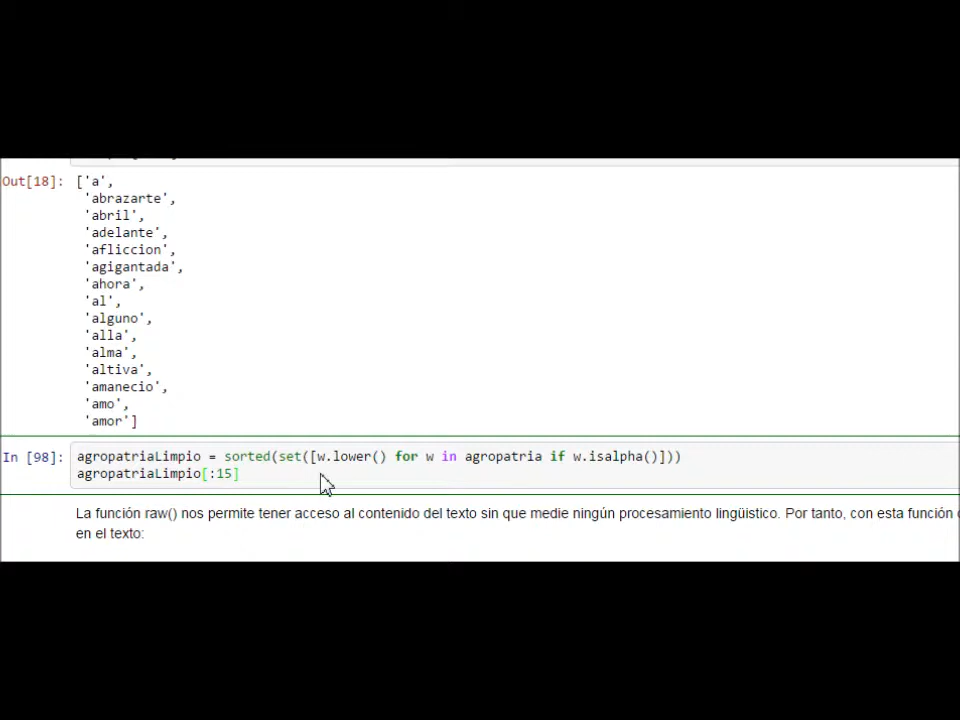 Out[18]: ['a',
'abrazarte',
'abril',
'adelante',
'afliccion',
'agigantada',
'ahora',
'al',
'alguno',
'alla',
'alma',
'altiva',
'amanecio',
'amo',
'amor']
In [98]: agropatriaLimpio = sorted(set([w.lower() for w in agropatria if w.isalpha()]))
agropatriaLimpio[:15]
La función raw() nos permite tener acceso al contenido del texto sin que medie ningún procesamiento lingüístico. Por tanto, con esta función
en el texto: